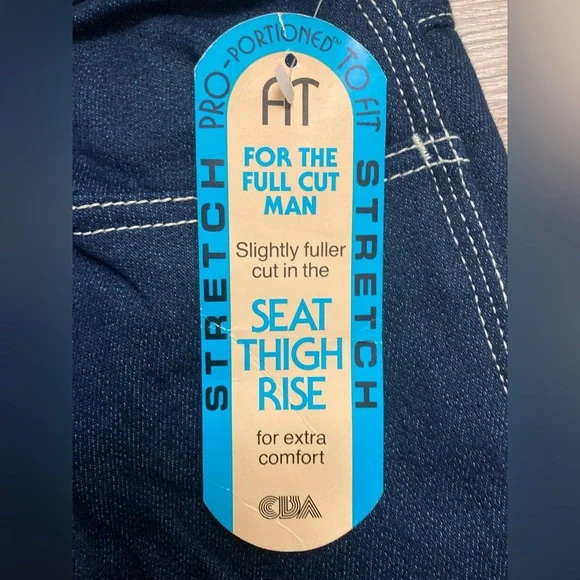 PRO-PORTIONED™ TO FIT
STRETCH
STRETCH
FIT
FOR THE
FULL CUT
MAN
Slightly fuller
cut in the
SEAT
THIGH
RISE
for extra
comfort